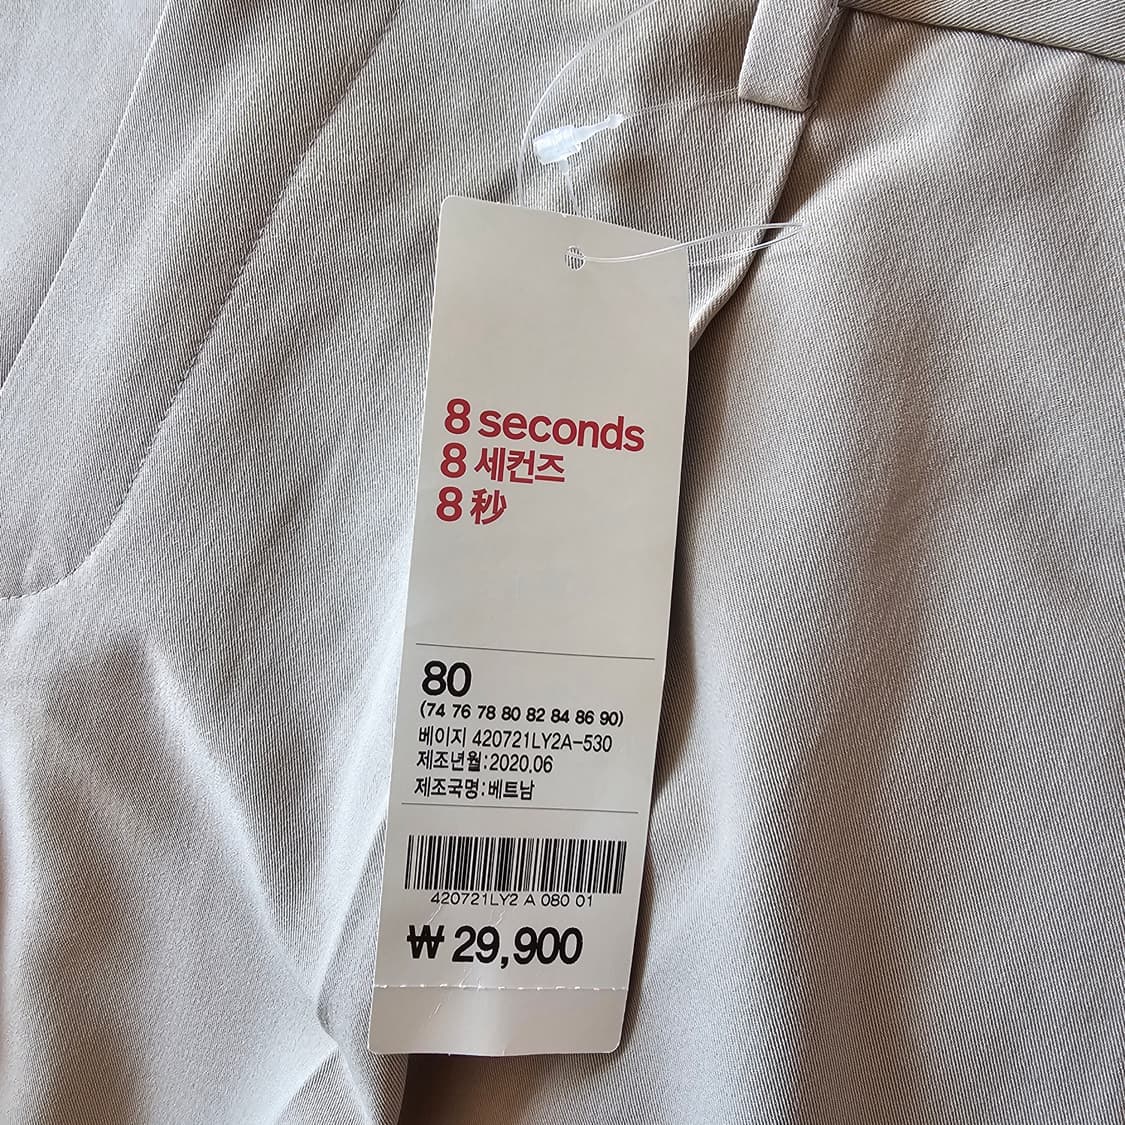 8 seconds
8 세컨즈
8 秒
80
(74 76 78 80 82 84 86 90)
베이지 420721LY2A-530
제조년월:2020.06
제조국명:베트남
420721LY2 A 080 01
₩ 29,900